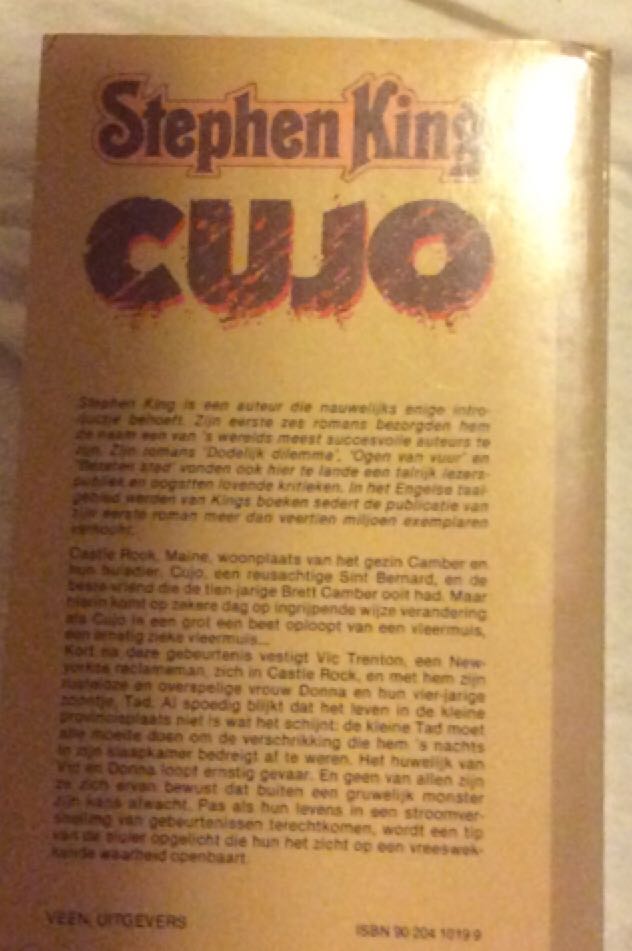 Stephen King
CUJO
Stephen King is een auteur die nauwelijks enige intro-
ductie behoeft. Zijn eerste zes romans bezorgden hem
de naam een van 's werelds meest succesvolle auteurs te
zijn. Zijn romans 'Dodelijk dilemma', 'Ogen van vuur' en
'Bezeten stad' vonden ook hier te lande een talrijk lezers-
publiek en oogstten lovende kritieken. In het Engelse taal-
gebied werden van Kings boeken sedert de publicatie van
zijn eerste roman meer dan veertien miljoen exemplaren
verkocht.
Castle Rock, Maine, woonplaats van het gezin Camber en
hun huisdier, Cujo, een reusachtige Sint Bernard, en de
beste vriend die de tien-jarige Brett Camber ooit had. Maar
hierin komt op zekere dag op ingrijpende wijze verandering
als Cujo in een grot een beet oploopt van een vleermuis,
een ernstig zieke vleermuis...
Kort na deze gebeurtenis vestigt Vic Trenton, een New-
yorkse reclameman, zich in Castle Rock, en met hem zijn
rusteloze en overspelige vrouw Donna en hun vier-jarige
zoontje, Tad. Al spoedig blijkt dat het leven in de kleine
provincieplaats niet is wat het schijnt: de kleine Tad moet
alle moeite doen om de verschrikking die hem 's nachts
in zijn slaapkamer bedreigt af te weren. Het huwelijk van
Vic en Donna loopt ernstig gevaar. En geen van allen zijn
ze zich ervan bewust dat buiten een gruwelijk monster
zijn kans afwacht. Pas als hun levens in een stroomver-
snelling van gebeurtenissen terechtkomen, wordt een tip
van de sluier opgelicht die hun het zicht op een vreeswek-
kende waarheid openbaart.
VEEN, UITGEVERS
ISBN 90 204 1019 9